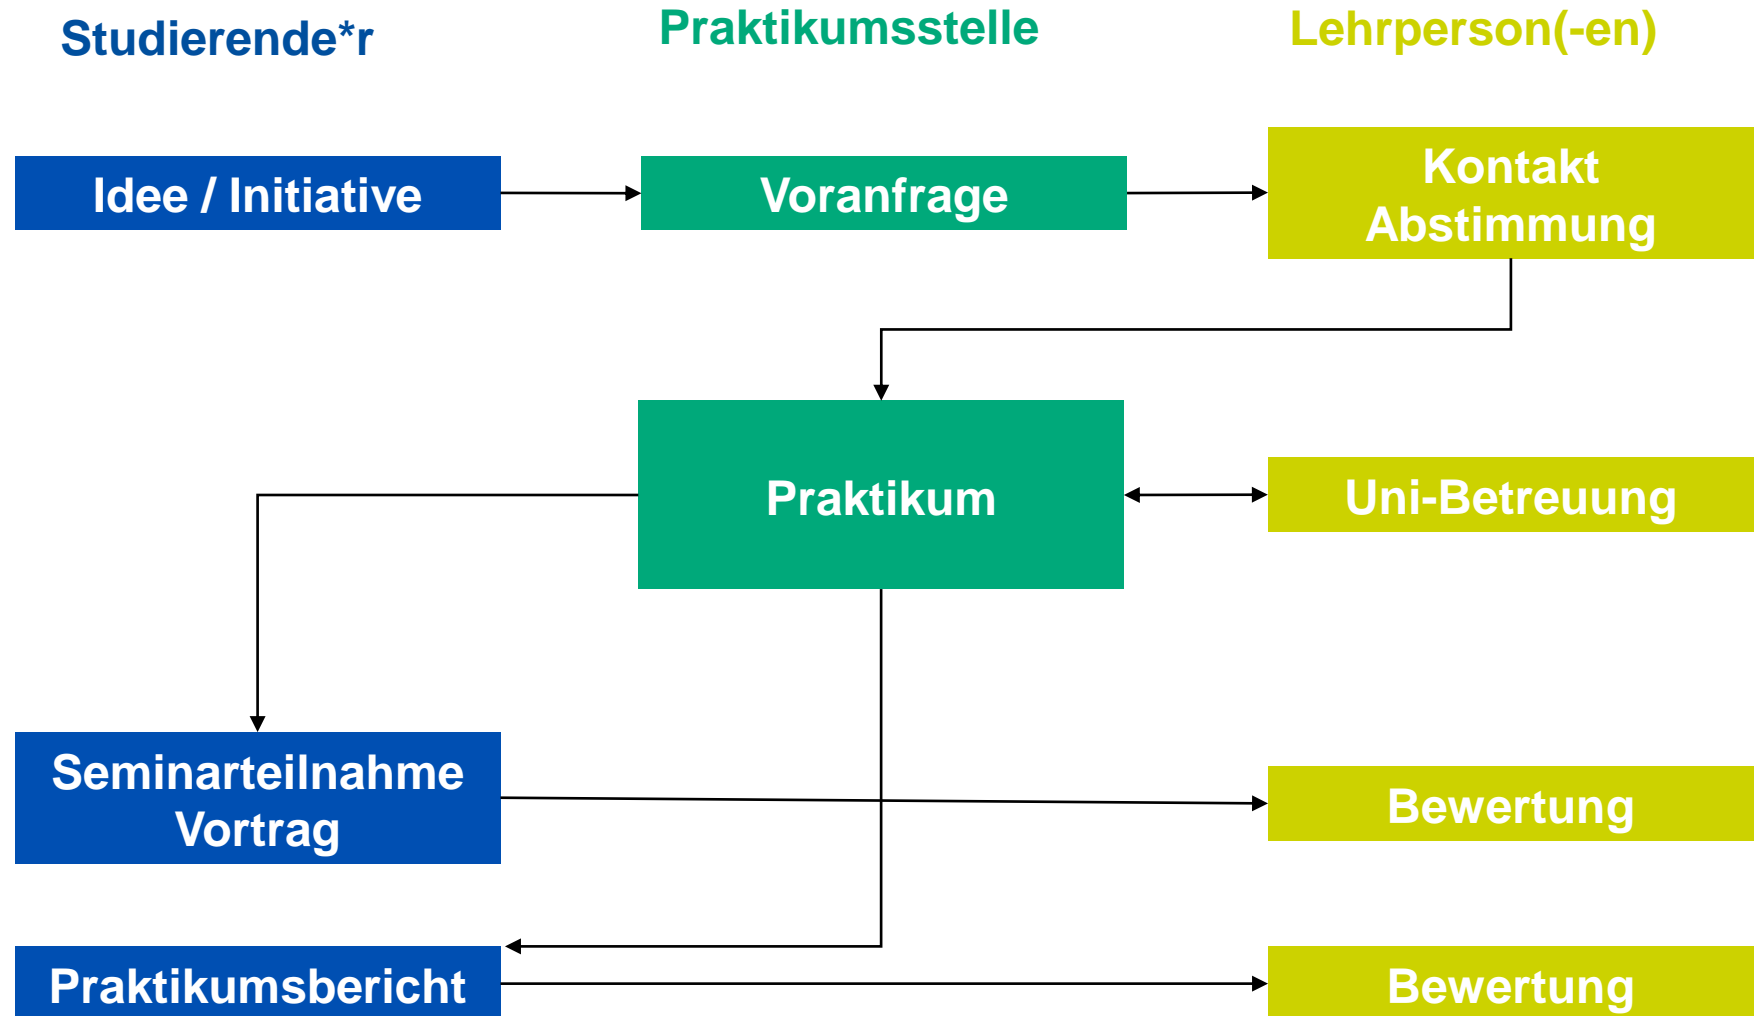 Studierende*r
Praktikumsstelle
Lehrperson(-en)
Idee / Initiative
Voranfrage
Kontakt
Abstimmung
Praktikum
Uni-Betreuung
Seminarteilnahme
Vortrag
Bewertung
Praktikumsbericht
Bewertung